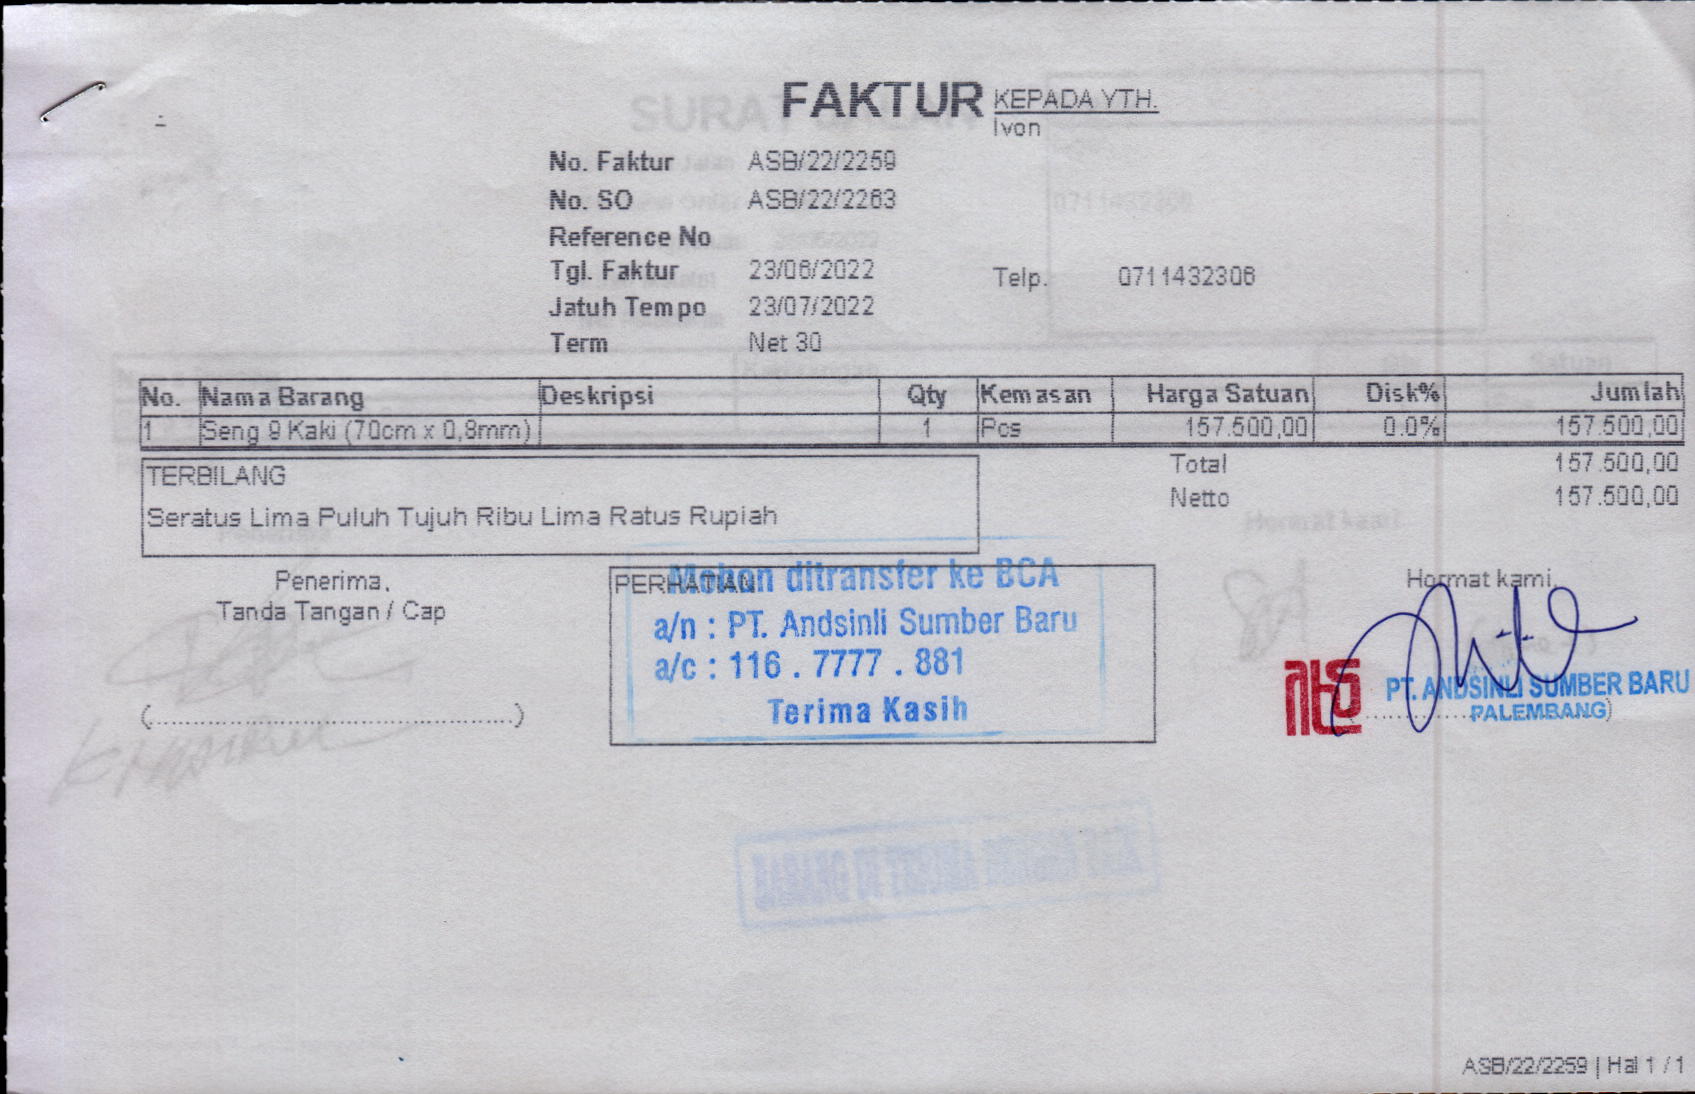 FAKTUR
KEPADA YTH.
Ivon
No. Faktur ASB/22/2259
No. SO ASB/22/2263
Reference No
Tgl. Faktur 23/06/2022
Telp. 0711432306
Jatuh Tempo 23/07/2022
Term Net 30
No. Nama Barang Deskripsi Qty Kemasan Harga Satuan Disk% Jumlah
1 Seng 9 Kaki (70cm x 0,8mm) 1 Pcs 157.500,00 0.0% 157.500,00
TERBILANG
Seratus Lima Puluh Tujuh Ribu Lima Ratus Rupiah
Total 157.500,00
Netto 157.500,00
Penerima,
Tanda Tangan / Cap
(..........................................................)
PERHATIAN
Mohon ditransfer ke BCA
a/n : PT. Andsinli Sumber Baru
a/c : 116 . 7777 . 881
Terima Kasih
Hormat kami,
PT. ANDSINLI SUMBER BARU
PALEMBANG
ASB/22/2259 | Hal 1 / 1